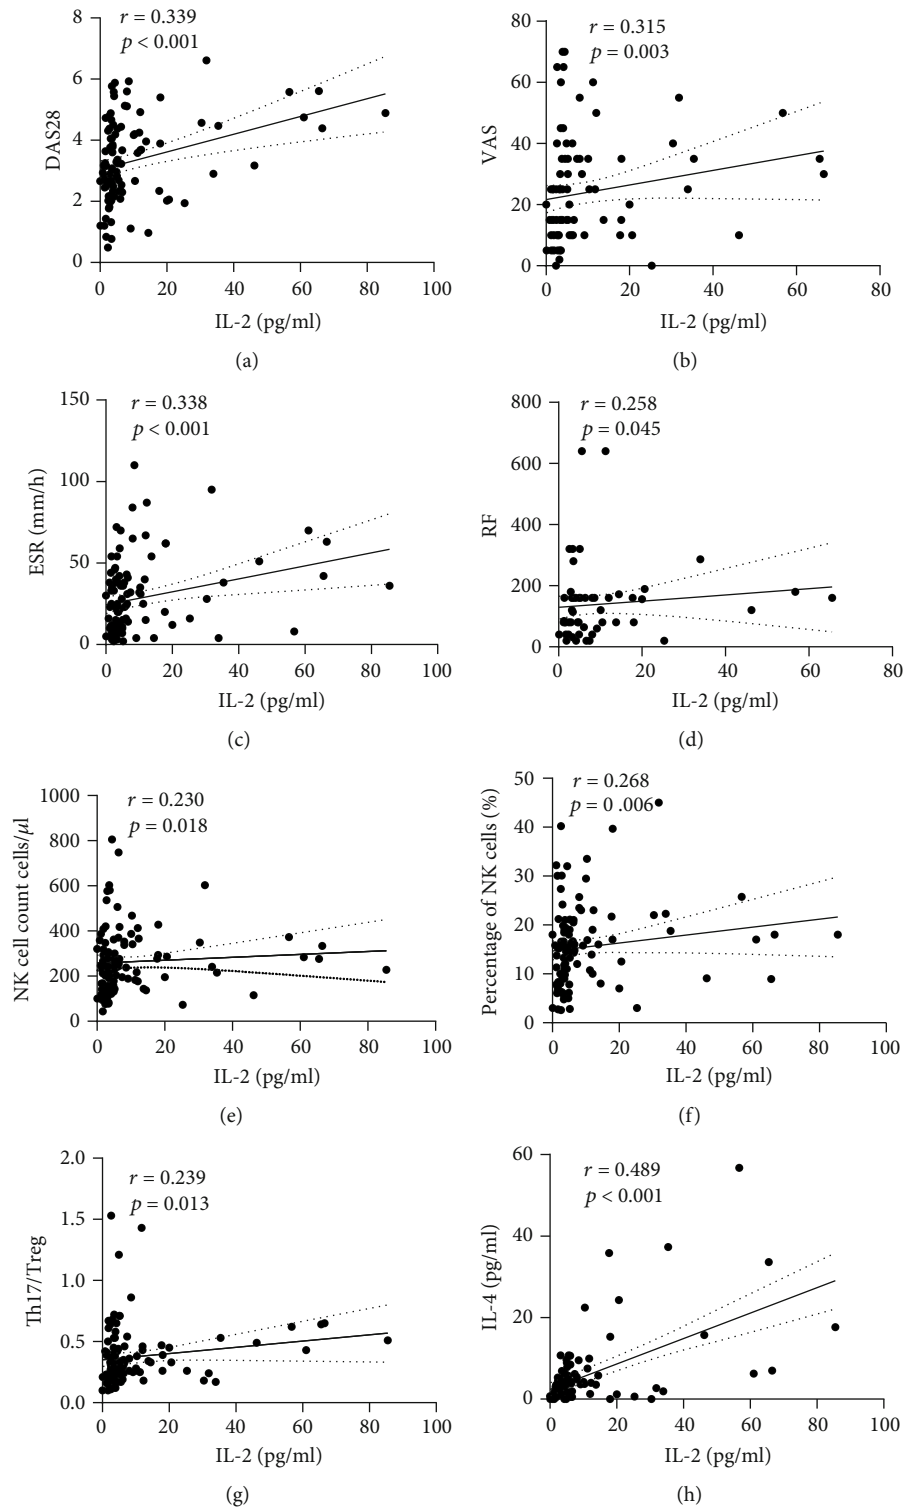 r = 0.339
p < 0.001
DAS28
8
6
4
2
0
0 20 40 60 80 100
IL-2 (pg/ml)
(a)
r = 0.315
p = 0.003
VAS
80
60
40
20
0
0 20 40 60 80
IL-2 (pg/ml)
(b)
r = 0.338
p < 0.001
ESR (mm/h)
150
100
50
0
0 20 40 60 80 100
IL-2 (pg/ml)
(c)
r = 0.258
p = 0.045
RF
800
600
400
200
0
0 20 40 60 80
IL-2 (pg/ml)
(d)
r = 0.230
p = 0.018
NK cell count cells/μl
1000
800
600
400
200
0
0 20 40 60 80 100
IL-2 (pg/ml)
(e)
r = 0.268
p = 0 .006
Percentage of NK cells (%)
50
40
30
20
10
0
0 20 40 60 80 100
IL-2 (pg/ml)
(f)
r = 0.239
p = 0.013
Th17/Treg
2.0
1.5
1.0
0.5
0.0
0 20 40 60 80 100
IL-2 (pg/ml)
(g)
r = 0.489
p < 0.001
IL-4 (pg/ml)
60
40
20
0
0 20 40 60 80 100
IL-2 (pg/ml)
(h)